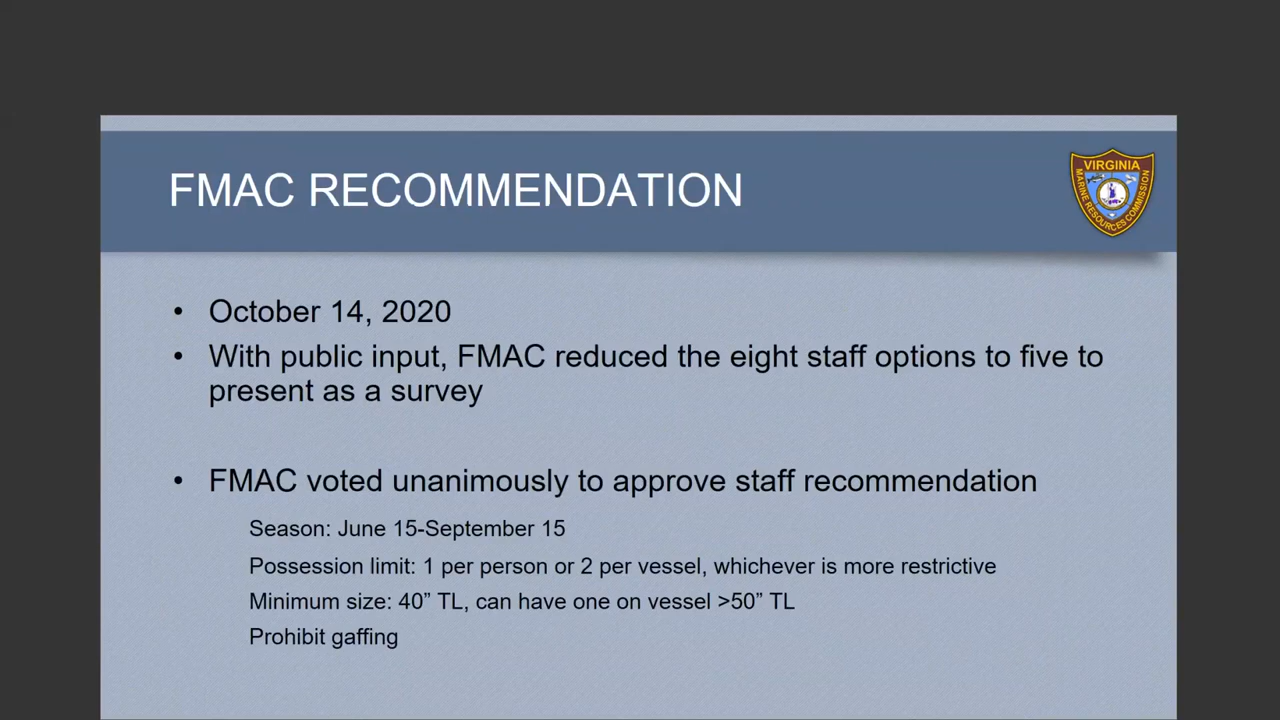 FMAC RECOMMENDATION
VIRGINIA
MARINE RESOURCES COMMISSION
• October 14, 2020
• With public input, FMAC reduced the eight staff options to five to
present as a survey
• FMAC voted unanimously to approve staff recommendation
Season: June 15-September 15
Possession limit: 1 per person or 2 per vessel, whichever is more restrictive
Minimum size: 40” TL, can have one on vessel >50” TL
Prohibit gaffing